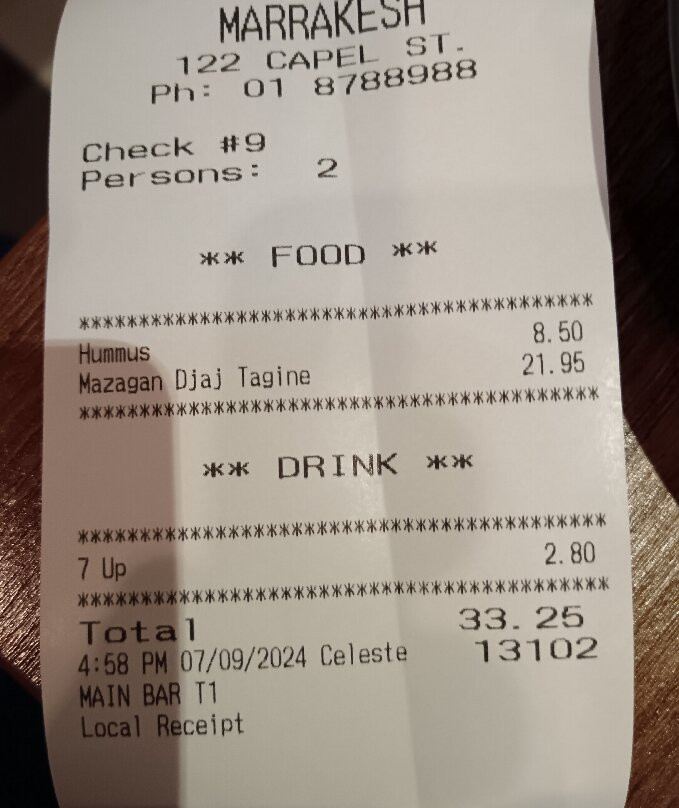 MARRAKESH
122 CAPEL ST.
Ph: 01 8788988
Check #9
Persons: 2
** FOOD **
*******************************************
Hummus 8.50
Mazagan Djaj Tagine 21.95
*******************************************
** DRINK **
*******************************************
7 Up 2.80
*******************************************
Total 33.25
4:58 PM 07/09/2024 Celeste 13102
MAIN BAR T1
Local Receipt